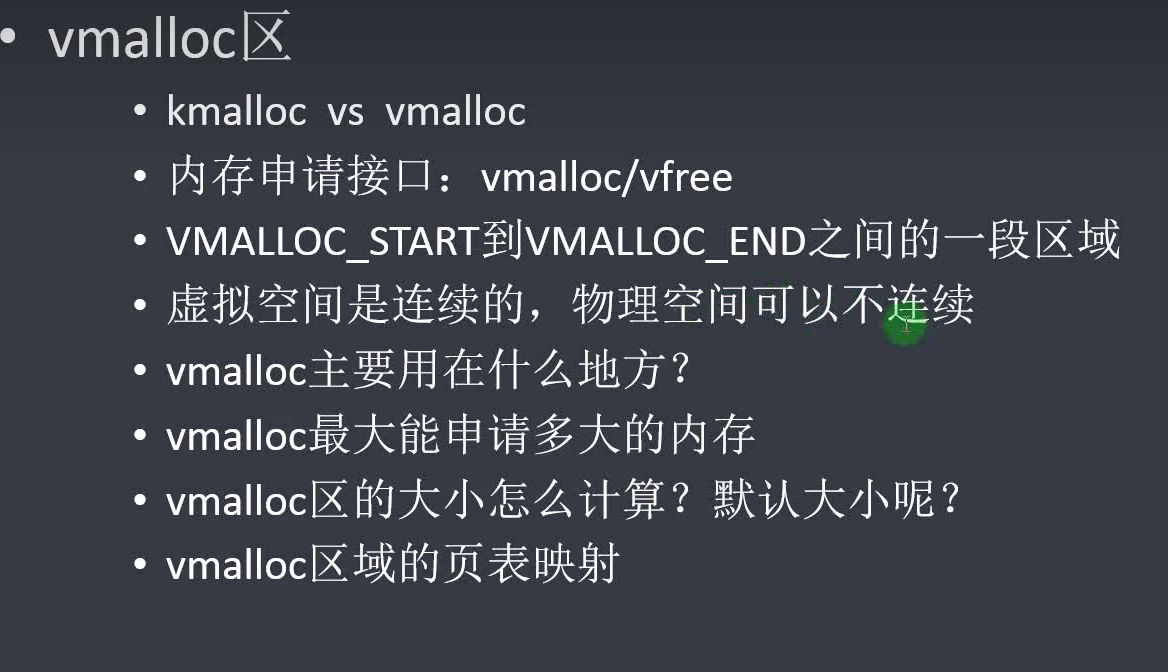 • vmalloc区
• kmalloc vs vmalloc
• 内存申请接口：vmalloc/vfree
• VMALLOC_START到VMALLOC_END之间的一段区域
• 虚拟空间是连续的，物理空间可以不连续
• vmalloc主要用在什么地方？
• vmalloc最大能申请多大的内存
• vmalloc区的大小怎么计算？默认大小呢？
• vmalloc区域的页表映射